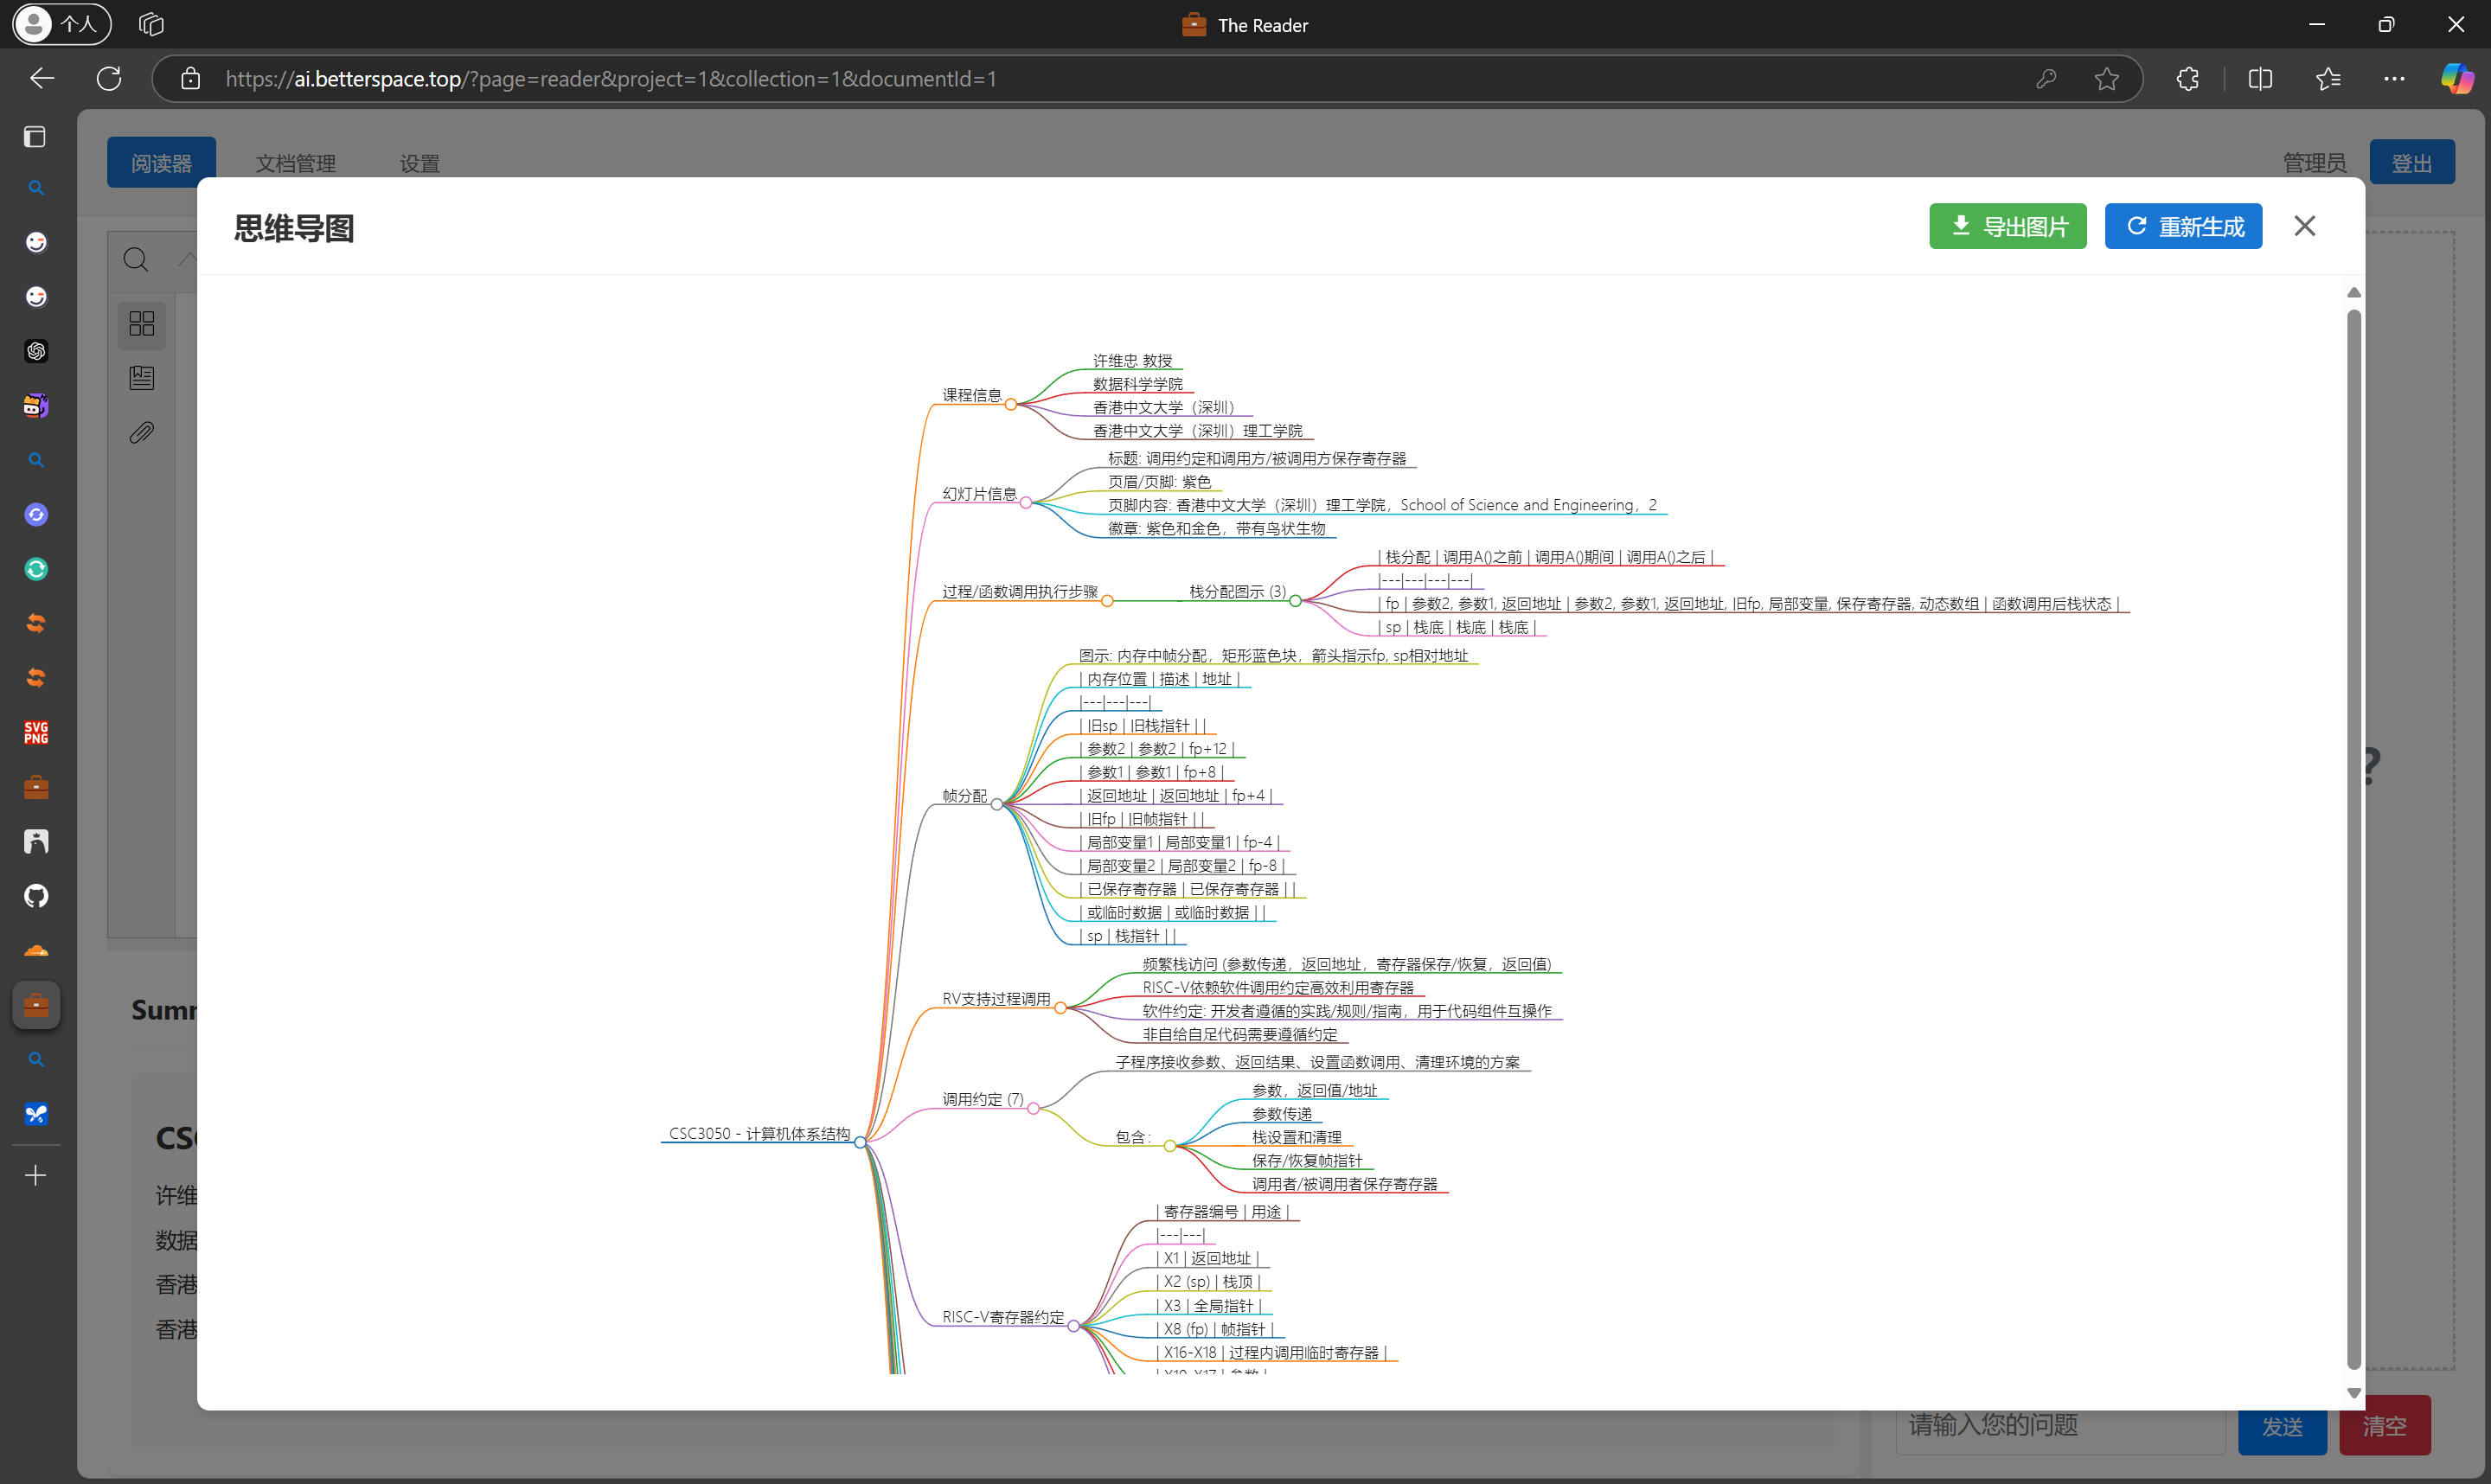 个人
The Reader
https://ai.betterspace.top/?page=reader&project=1&collection=1&documentId=1
阅读器
文档管理
设置
管理员
登出
思维导图
导出图片
重新生成
许维忠 教授
课程信息
数据科学学院
香港中文大学（深圳）
香港中文大学（深圳）理工学院
标题: 调用约定和调用方/被调用方保存寄存器
页眉/页脚: 紫色
幻灯片信息
页脚内容: 香港中文大学（深圳）理工学院，School of Science and Engineering，2
徽章: 紫色和金色，带有鸟状生物
| 栈分配 | 调用A()之前 | 调用A()期间 | 调用A()之后 |
|---|---|---|---|
过程/函数调用执行步骤
栈分配图示 (3)
| fp | 参数2, 参数1, 返回地址 | 参数2, 参数1, 返回地址, 旧fp, 局部变量, 保存寄存器, 动态数组 | 函数调用后栈状态 |
| sp | 栈底 | 栈底 | 栈底 |
图示: 内存中帧分配，矩形蓝色块，箭头指示fp, sp相对地址
| 内存位置 | 描述 | 地址 |
|---|---|---|
| 旧sp | 旧栈指针 | |
| 参数2 | 参数2 | fp+12 |
| 参数1 | 参数1 | fp+8 |
帧分配
| 返回地址 | 返回地址 | fp+4 |
| 旧fp | 旧帧指针 | |
| 局部变量1 | 局部变量1 | fp-4 |
| 局部变量2 | 局部变量2 | fp-8 |
| 已保存寄存器 | 已保存寄存器 | |
| 或临时数据 | 或临时数据 | |
| sp | 栈指针 | |
频繁栈访问 (参数传递，返回地址，寄存器保存/恢复，返回值)
RISC-V依赖软件调用约定高效利用寄存器
RV支持过程调用
软件约定: 开发者遵循的实践/规则/指南，用于代码组件互操作
非自给自足代码需要遵循约定
子程序接收参数、返回结果、设置函数调用、清理环境的方案
调用约定 (7)
参数，返回值/地址
参数传递
包含：
栈设置和清理
保存/恢复帧指针
调用者/被调用者保存寄存器
CSC3050 - 计算机体系结构
| 寄存器编号 | 用途 |
|---|---|
| X1 | 返回地址 |
| X2 (sp) | 栈顶 |
| X3 | 全局指针 |
RISC-V寄存器约定
| X8 (fp) | 帧指针 |
| X16-X18 | 过程内调用临时寄存器 |
SVG
PNG
Sumr
CSC
许维
数据
香港
香港
?
请输入您的问题
发送
清空